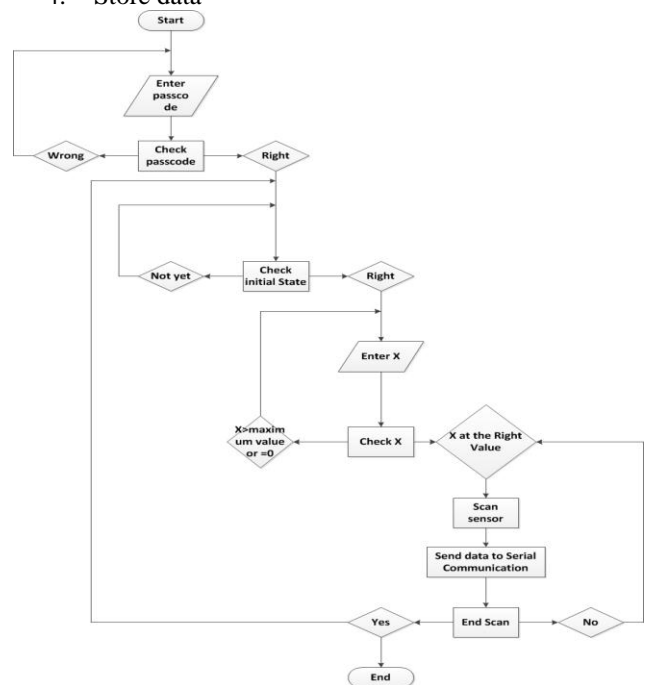 4. Store data
Start
Enter
passco
de
Wrong
Check
passcode
Right
Not yet
Check
initial State
Right
Enter X
X>maxim
um value
or =0
Check X
X at the Right
Value
Scan
sensor
Send data to Serial
Communication
Yes
End Scan
No
End